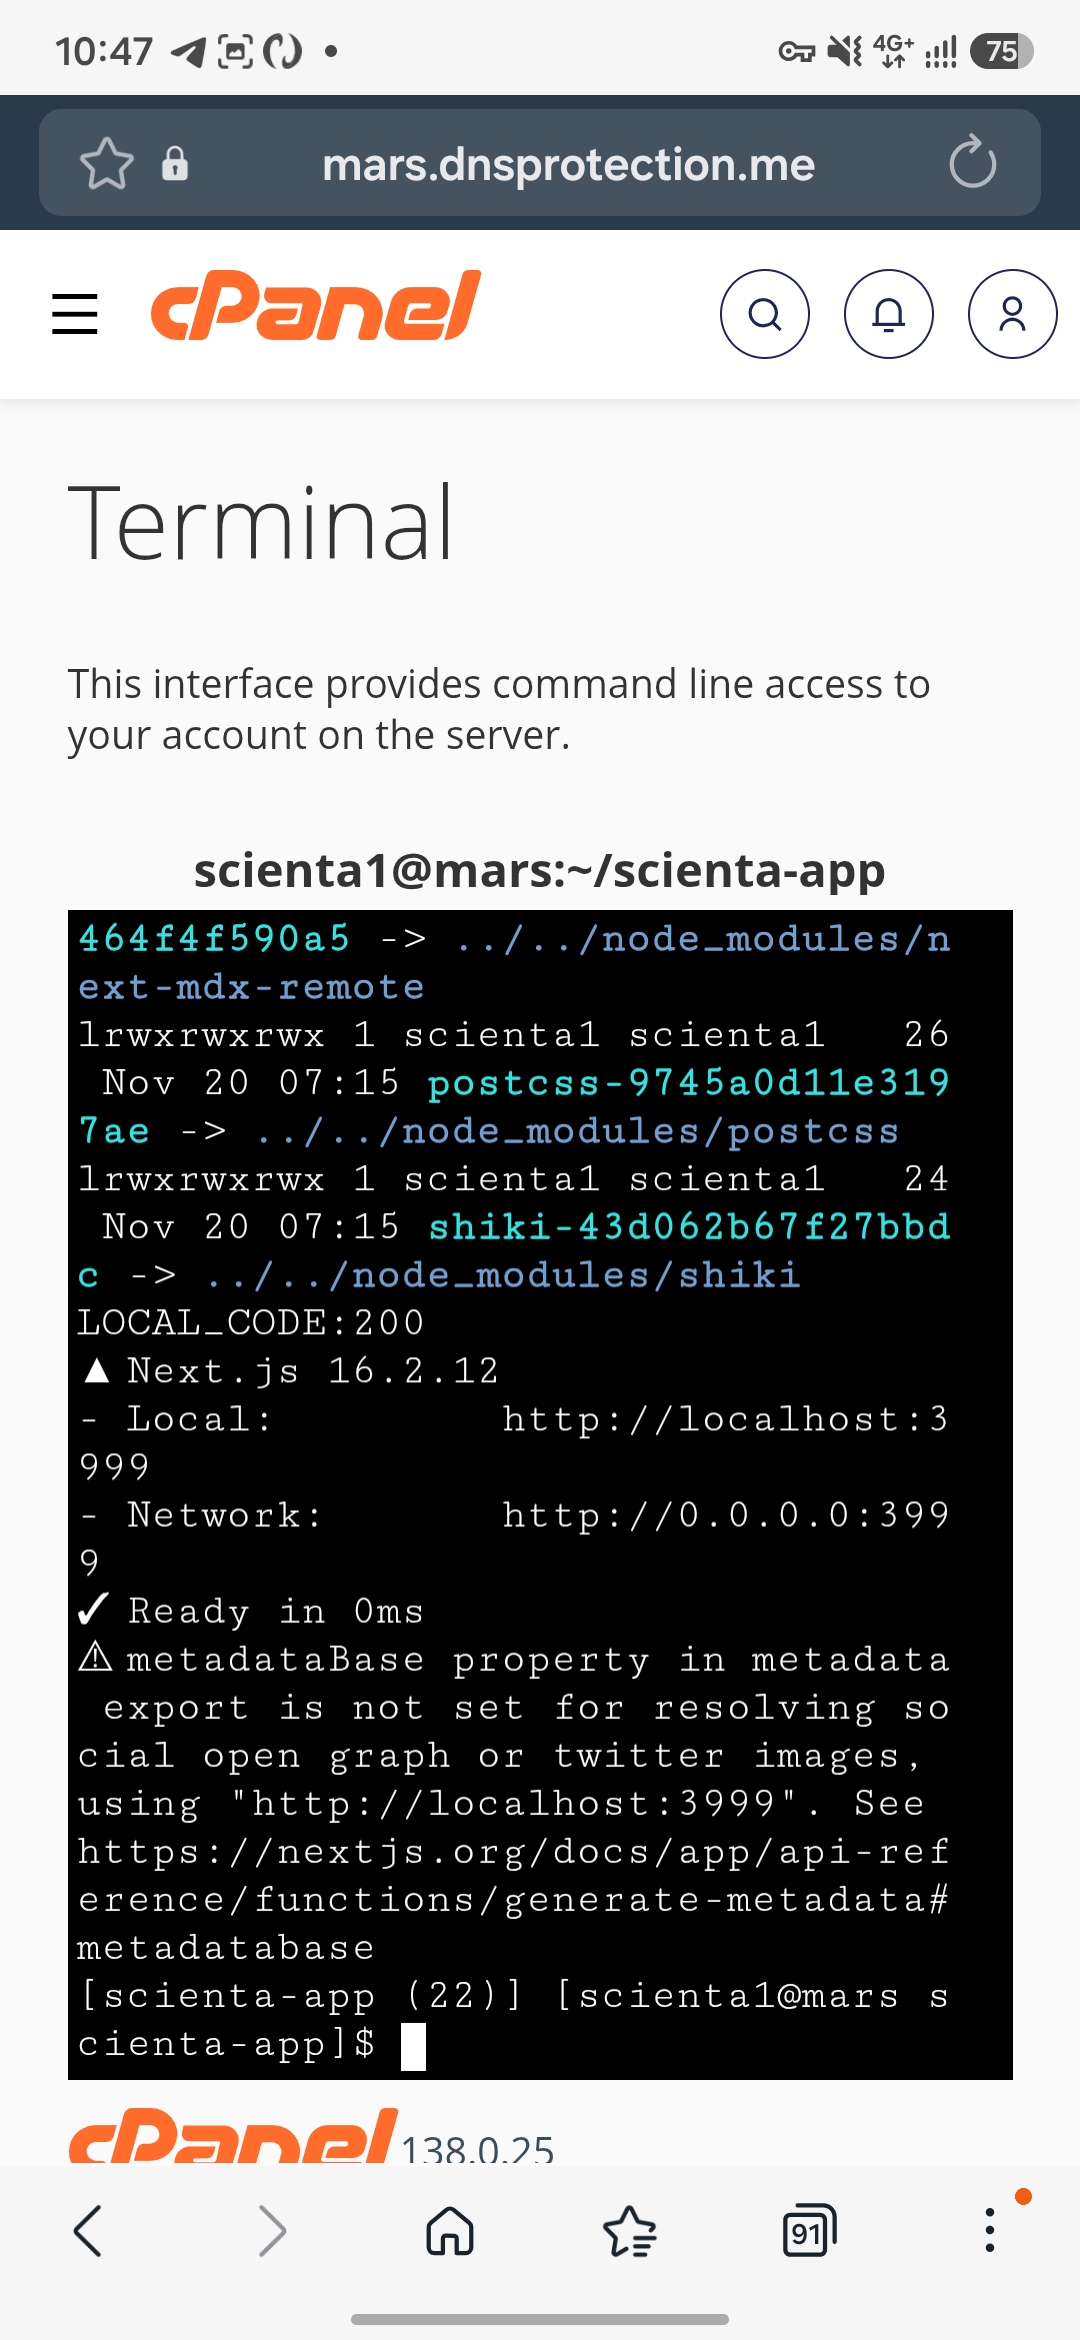 10:47
4G+
75
mars.dnsprotection.me
cPanel
Terminal
This interface provides command line access to
your account on the server.
scienta1@mars:~/scienta-app
464f4f590a5 -> ../../node_modules/n
ext-mdx-remote
lrwxrwxrwx 1 scienta1 scienta1   26
 Nov 20 07:15 postcss-9745a0d11e319
7ae -> ../../node_modules/postcss
lrwxrwxrwx 1 scienta1 scienta1   24
 Nov 20 07:15 shiki-43d062b67f27bbd
c -> ../../node_modules/shiki
LOCAL_CODE:200
▲ Next.js 16.2.12
- Local:         http://localhost:3
999
- Network:       http://0.0.0.0:399
9
✓ Ready in 0ms
⚠ metadataBase property in metadata
 export is not set for resolving so
cial open graph or twitter images,
using "http://localhost:3999". See
https://nextjs.org/docs/app/api-ref
erence/functions/generate-metadata#
metadatabase
[scienta-app (22)] [scienta1@mars s
cienta-app]$
cPanel 138.0.25
91